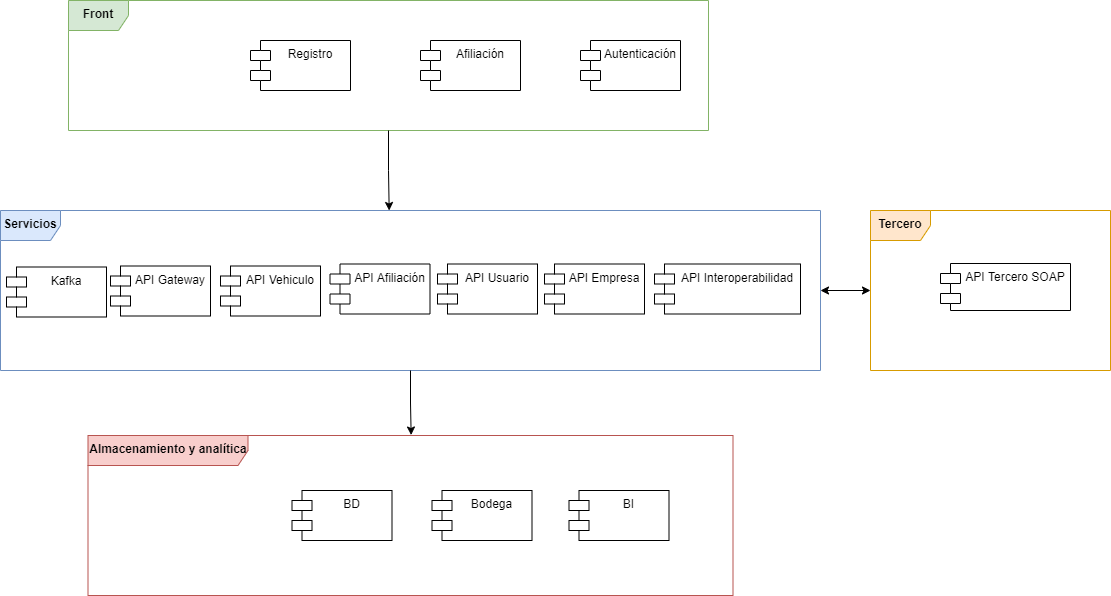 Front
Registro
Afiliación
Autenticación
Servicios
Kafka
API Gateway
API Vehiculo
API Afiliación
API Usuario
API Empresa
API Interoperabilidad
Tercero
API Tercero SOAP
Almacenamiento y analítica
BD
Bodega
BI